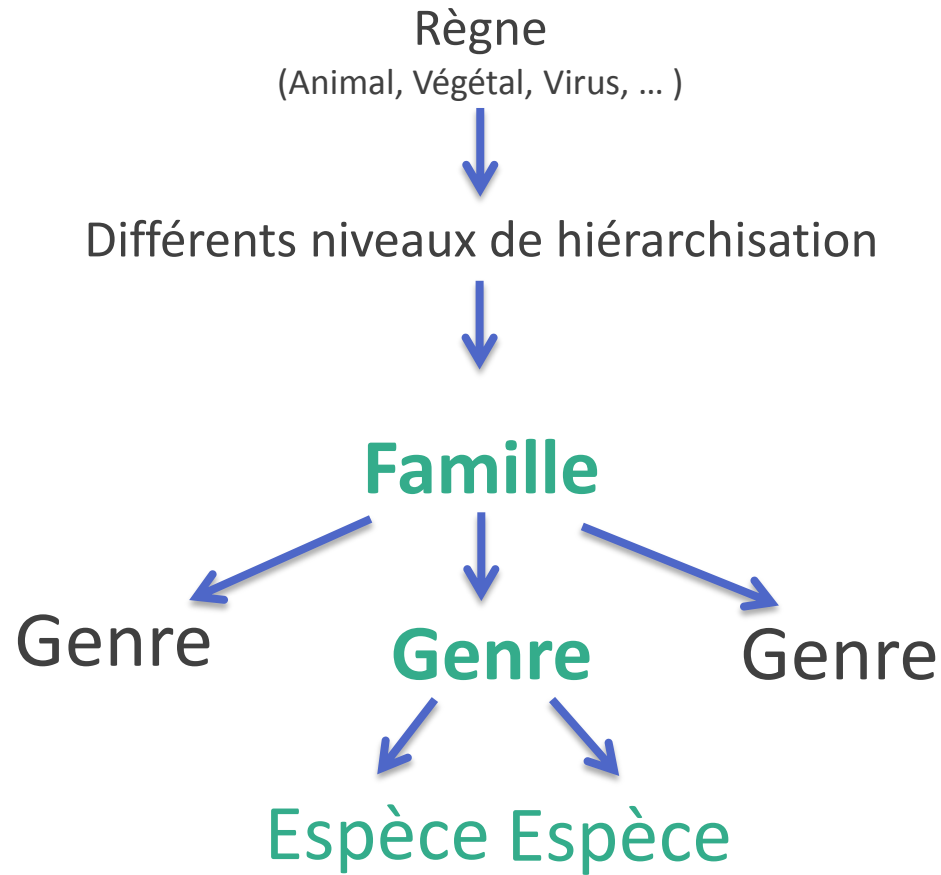 Règne
(Animal, Végétal, Virus, … )
Différents niveaux de hiérarchisation
Famille
Genre
Genre
Genre
Espèce Espèce